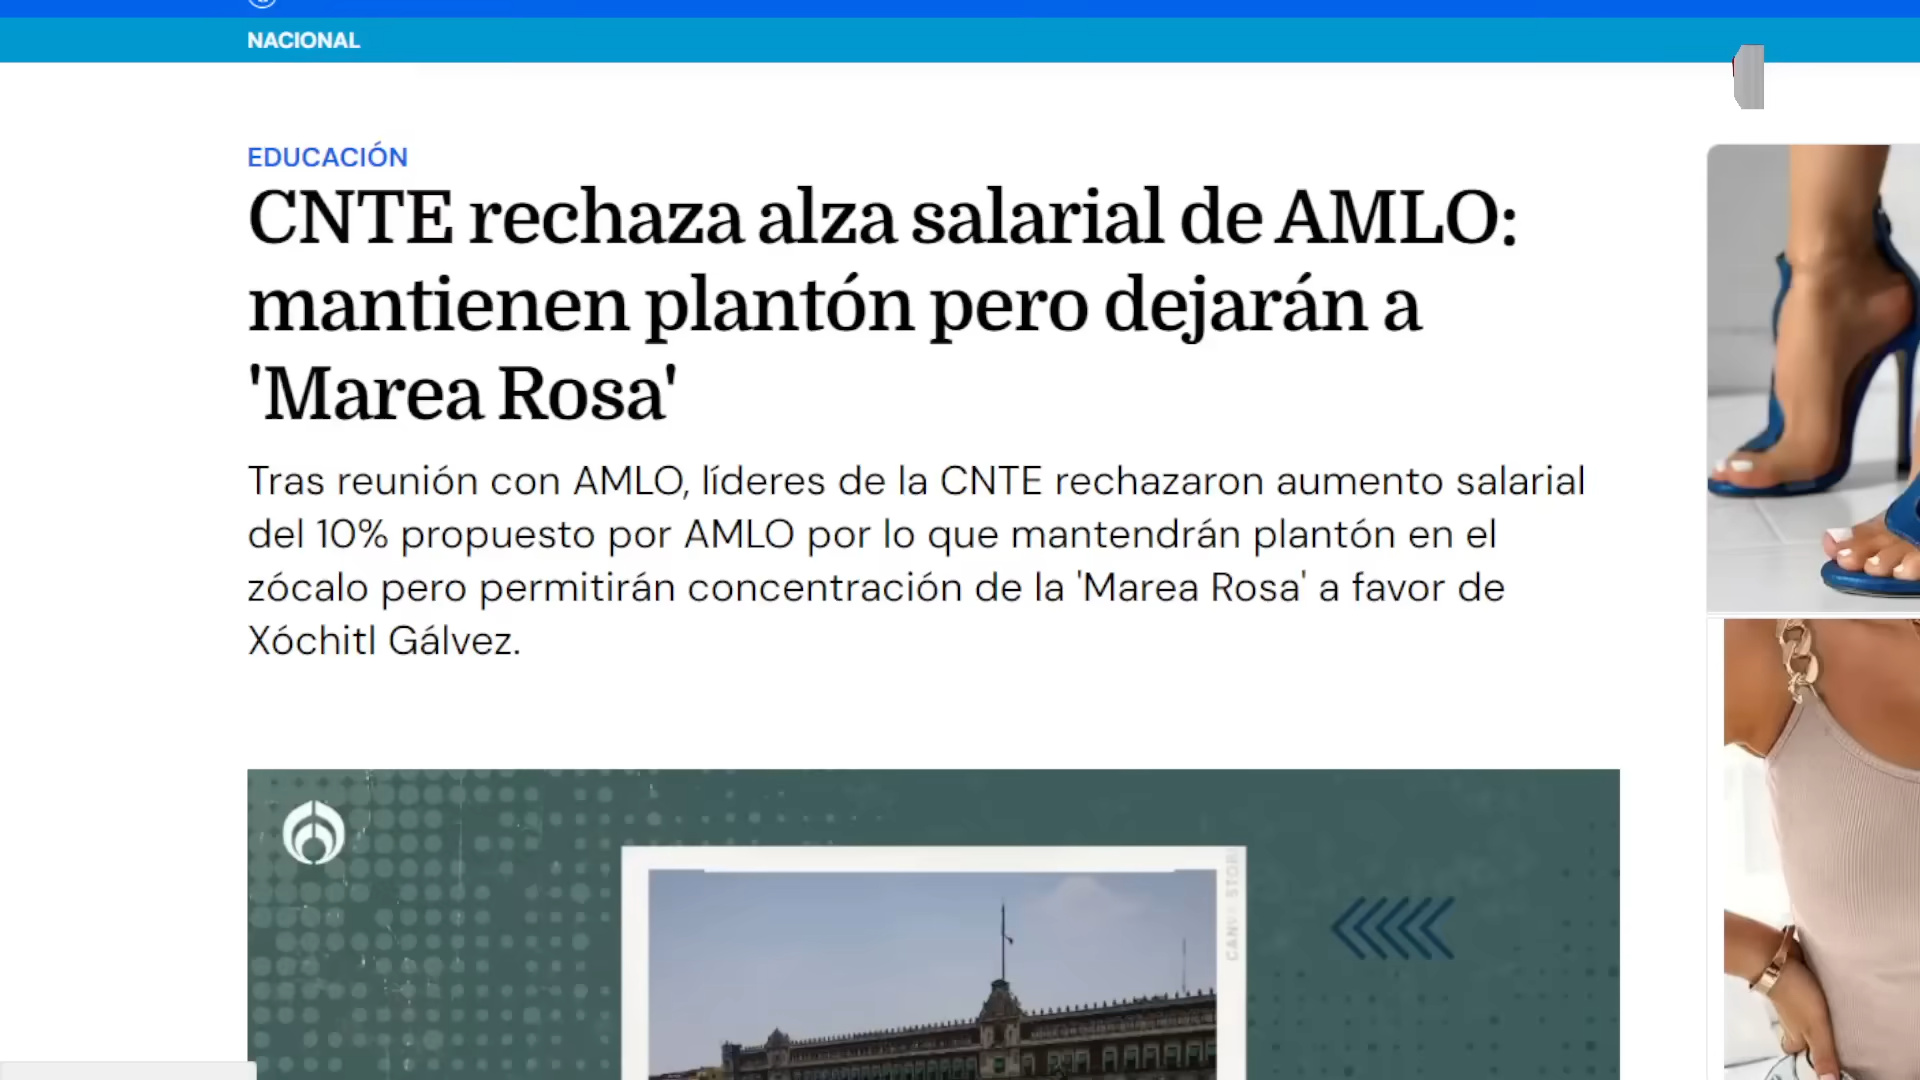 NACIONAL
EDUCACIÓN
CNTE rechaza alza salarial de AMLO:
mantienen plantón pero dejarán a
'Marea Rosa'
Tras reunión con AMLO, líderes de la CNTE rechazaron aumento salarial
del 10% propuesto por AMLO por lo que mantendrán plantón en el
zócalo pero permitirán concentración de la 'Marea Rosa' a favor de
Xóchitl Gálvez.